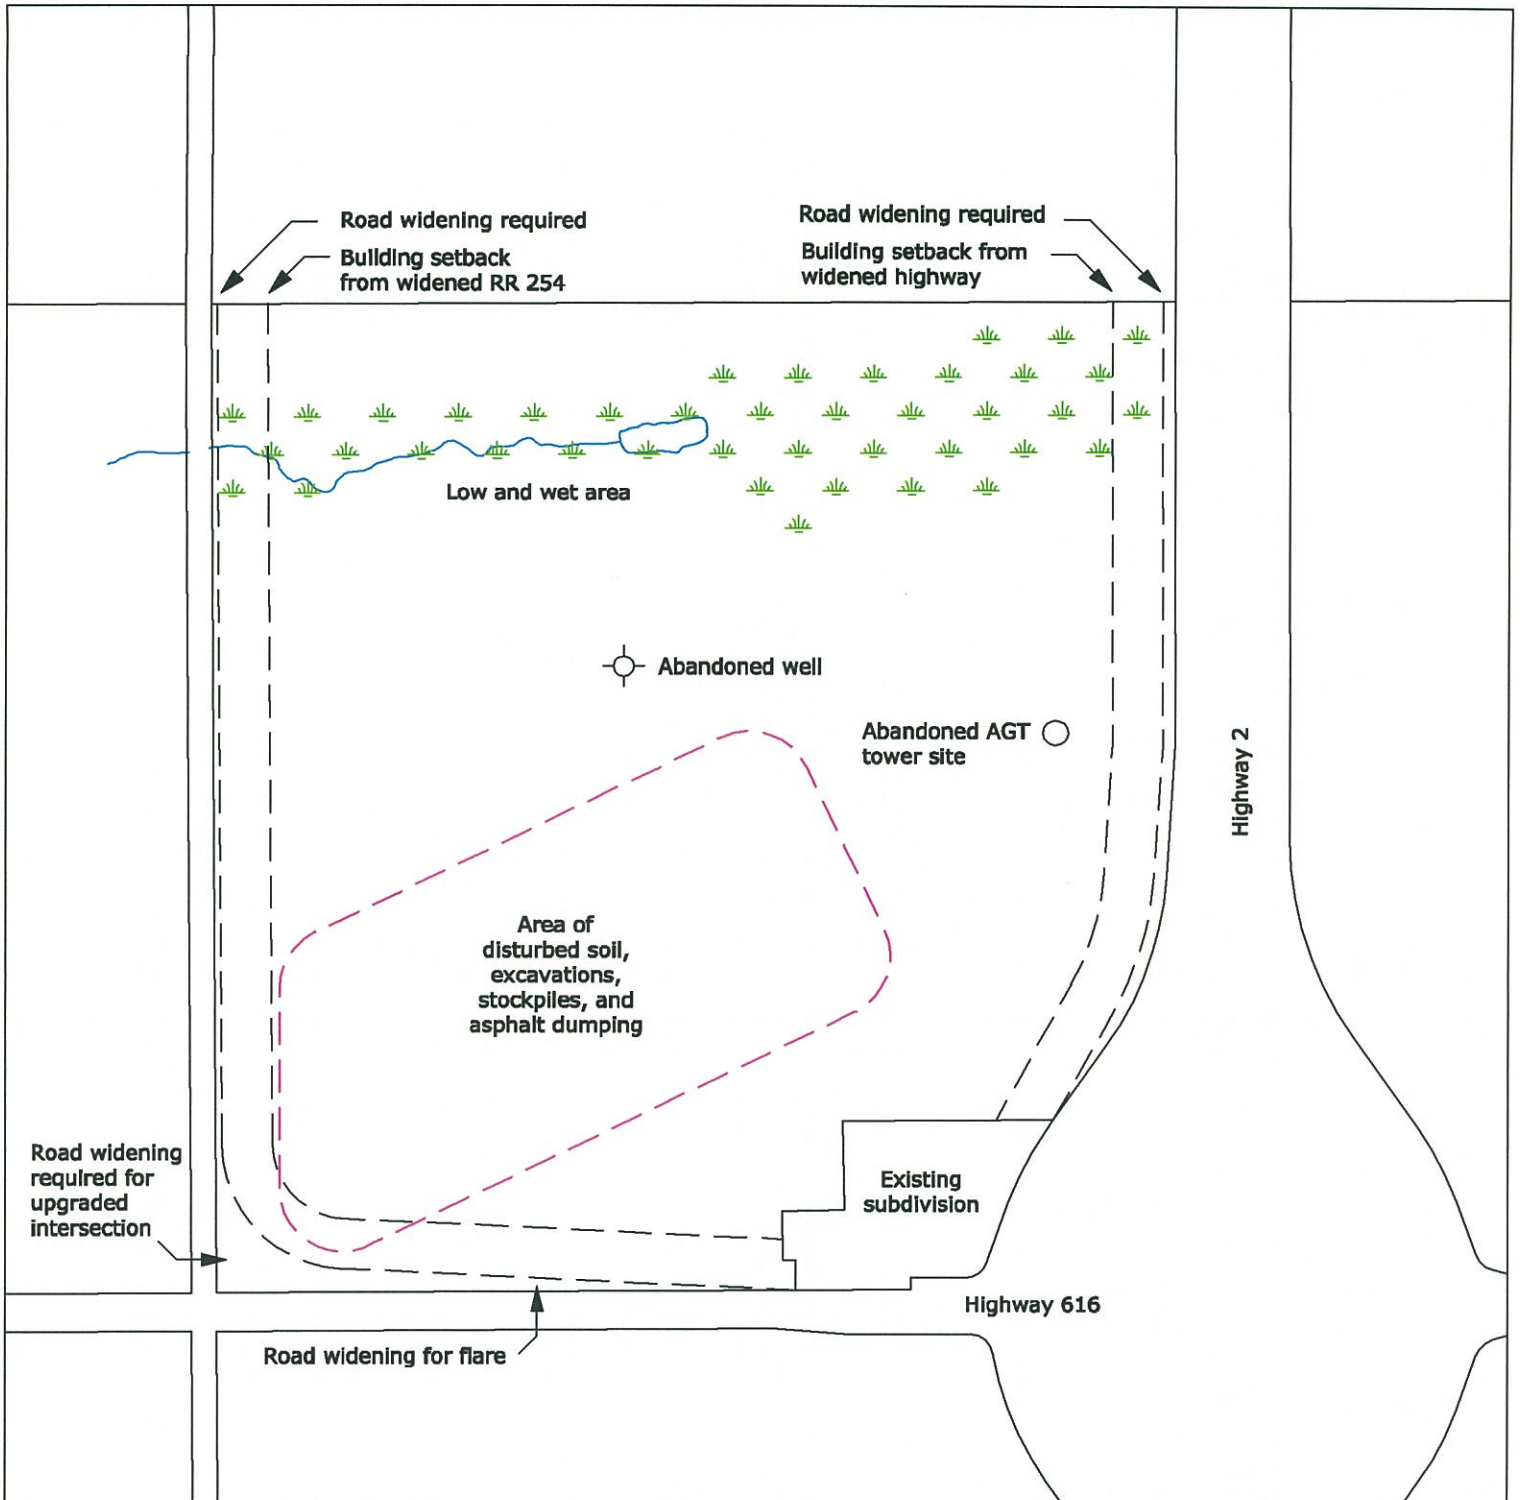 Road widening required
Building setback
from widened RR 254
Road widening required
Building setback from
widened highway
Low and wet area
Abandoned well
Abandoned AGT
tower site
Highway 2
Area of
disturbed soil,
excavations,
stockpiles, and
asphalt dumping
Road widening
required for
upgraded
intersection
Existing
subdivision
Highway 616
Road widening for flare